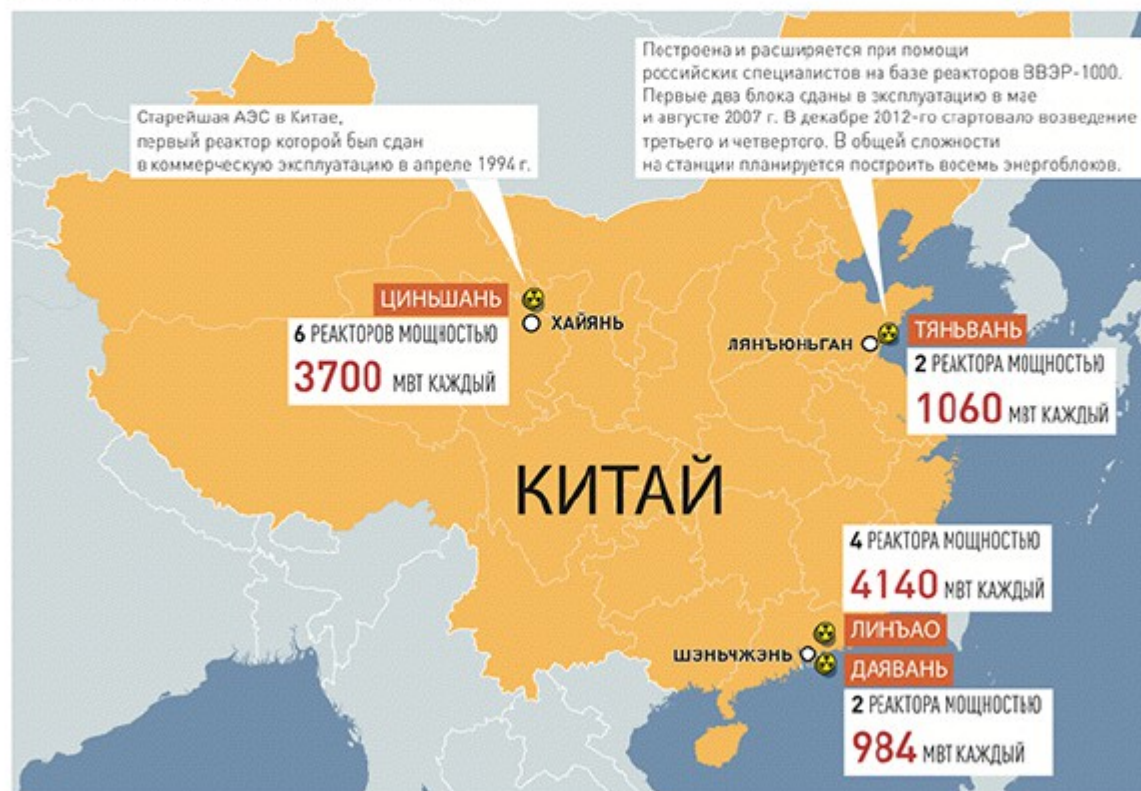 Старейшая АЭС в Китае,
первый реактор которой был сдан
в коммерческую эксплуатацию в апреле 1994 г.
Построена и расширяется при помощи
российских специалистов на базе реакторов ВВЭР-1000.
Первые два блока сданы в эксплуатацию в мае
и августе 2007 г. В декабре 2012-го стартовало возведение
третьего и четвертого. В общей сложности
на станции планируется построить восемь энергоблоков.
ЦИНЬШАНЬ
ХАЙЯНЬ
6 РЕАКТОРОВ МОЩНОСТЬЮ
3700 МВТ КАЖДЫЙ
ЛЯНЪЮНЬГАН
ТЯНЬВАНЬ
2 РЕАКТОРА МОЩНОСТЬЮ
1060 МВТ КАЖДЫЙ
КИТАЙ
4 РЕАКТОРА МОЩНОСТЬЮ
4140 МВТ КАЖДЫЙ
ЛИНЪАО
ШЭНЬЧЖЭНЬ
ДАЯВАНЬ
2 РЕАКТОРА МОЩНОСТЬЮ
984 МВТ КАЖДЫЙ